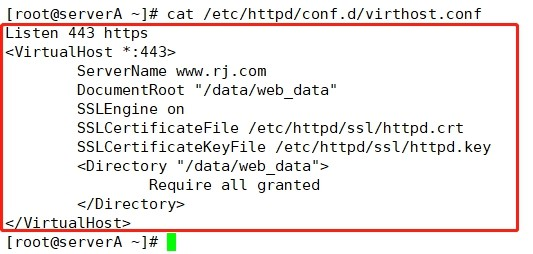 [root@serverA ~]# cat /etc/httpd/conf.d/virthost.conf
Listen 443 https
<VirtualHost *:443>
        ServerName www.rj.com
        DocumentRoot "/data/web_data"
        SSLEngine on
        SSLCertificateFile /etc/httpd/ssl/httpd.crt
        SSLCertificateKeyFile /etc/httpd/ssl/httpd.key
        <Directory "/data/web_data">
                Require all granted
        </Directory>
</VirtualHost>
[root@serverA ~]#